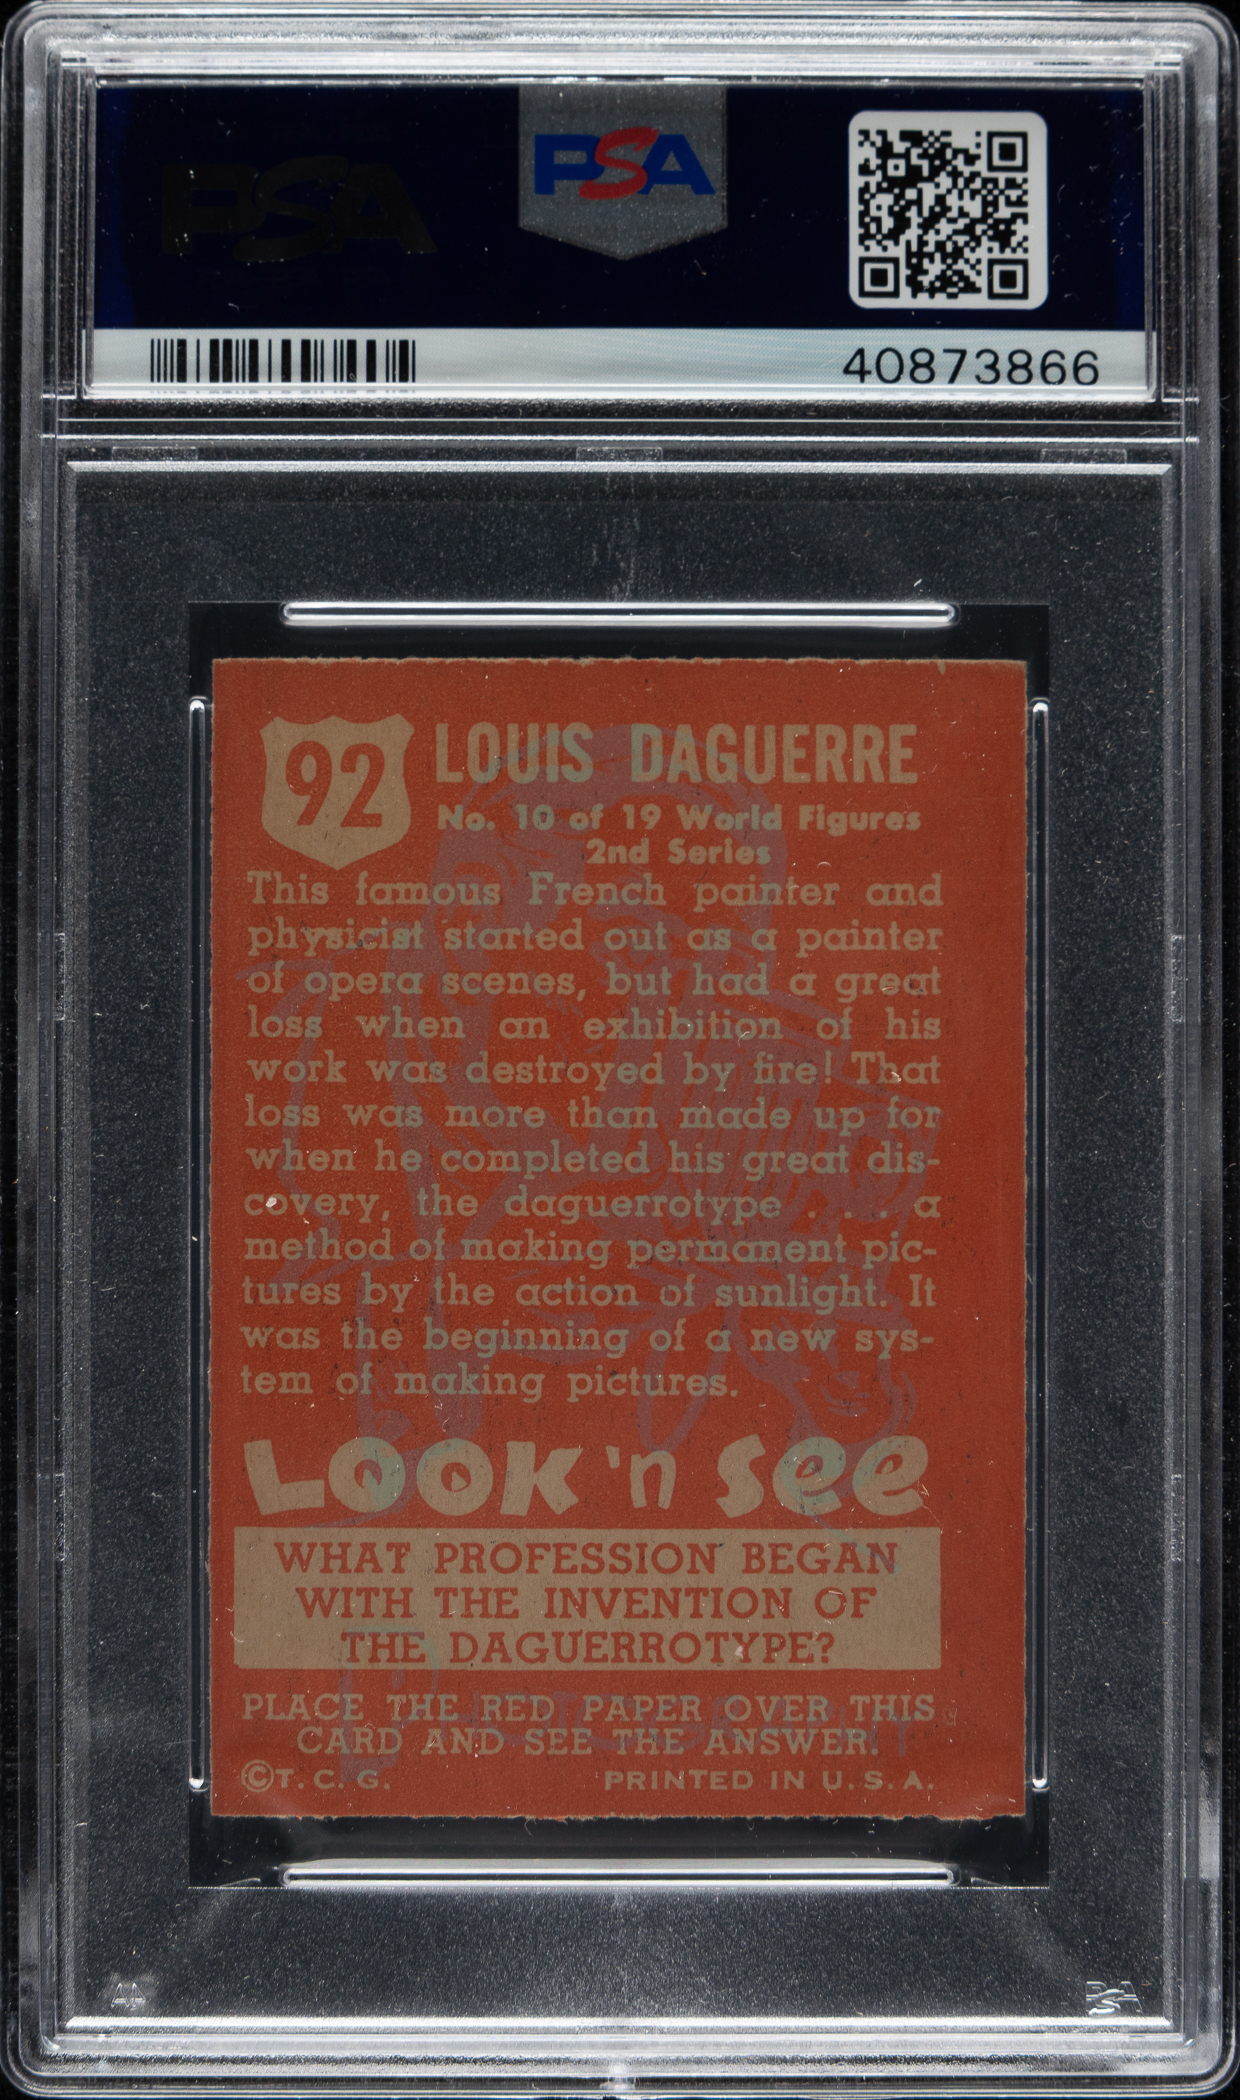 PSA
PSA
40873866
92
LOUIS DAGUERRE
No. 10 of 19 World Figures
2nd Series
This famous French painter and
physicist started out as a painter
of opera scenes, but had a great
loss when an exhibition of his
work was destroyed by fire! That
loss was more than made up for
when he completed his great dis-
covery, the daguerrotype . . . a
method of making permanent pic-
tures by the action of sunlight. It
was the beginning of a new sys-
tem of making pictures.
LOOK 'n SEE
WHAT PROFESSION BEGAN
WITH THE INVENTION OF
THE DAGUERROTYPE?
PLACE THE RED PAPER OVER THIS
CARD AND SEE THE ANSWER.
©T. C. G. PRINTED IN U. S. A.
PSA